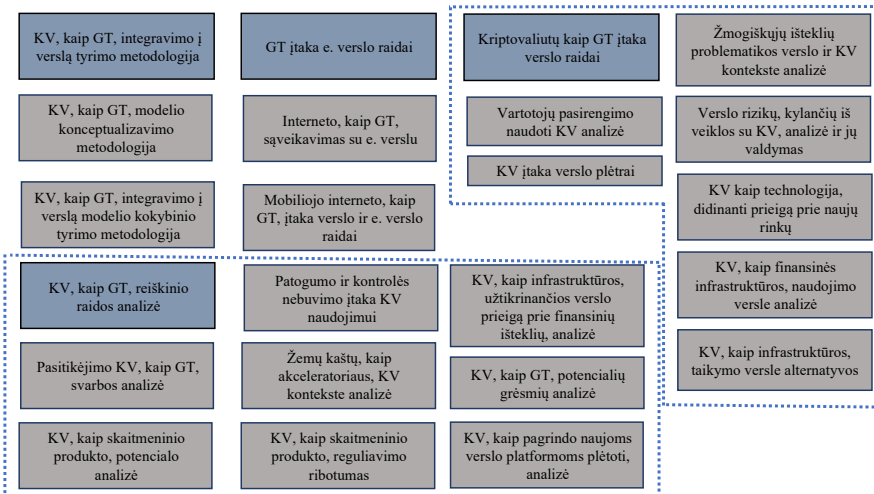 KV, kaip GT, integravimo į
verslą tyrimo metodologija
KV, kaip GT, modelio
konceptualizavimo
metodologija
KV, kaip GT, integravimo į
verslą modelio kokybinio
tyrimo metodologija
GT įtaka e. verslo raidai
Interneto, kaip GT,
sąveikavimas su e. verslu
Mobiliojo interneto, kaip
GT, įtaka verslo ir e. verslo
raidai
Kriptovaliutų kaip GT įtaka
verslo raidai
Vartotojų pasirengimo
naudoti KV analizė
KV įtaka verslo plėtrai
Žmogiškųjų išteklių
problematikos verslo ir KV
kontekste analizė
Verslo rizikų, kylančių iš
veiklos su KV, analizė ir jų
valdymas
KV kaip technologija,
didinanti prieigą prie naujų
rinkų
KV, kaip finansinės
infrastruktūros, naudojimo
versle analizė
KV, kaip infrastruktūros,
taikymo versle alternatyvos
KV, kaip GT, reiškinio
raidos analizė
Pasitikėjimo KV, kaip GT,
svarbos analizė
KV, kaip skaitmeninio
produkto, potencialo
analizė
Patogumo ir kontrolės
nebuvimo įtaka KV
naudojimui
Žemų kaštų, kaip
akceleratoriaus, KV
kontekste analizė
KV, kaip skaitmeninio
produkto, reguliavimo
ribotumas
KV, kaip infrastruktūros,
užtikrinančios verslo
prieigą prie finansinių
išteklių, analizė
KV, kaip GT, potencialių
grėsmių analizė
KV, kaip pagrindo naujoms
verslo platformoms plėtoti,
analizė